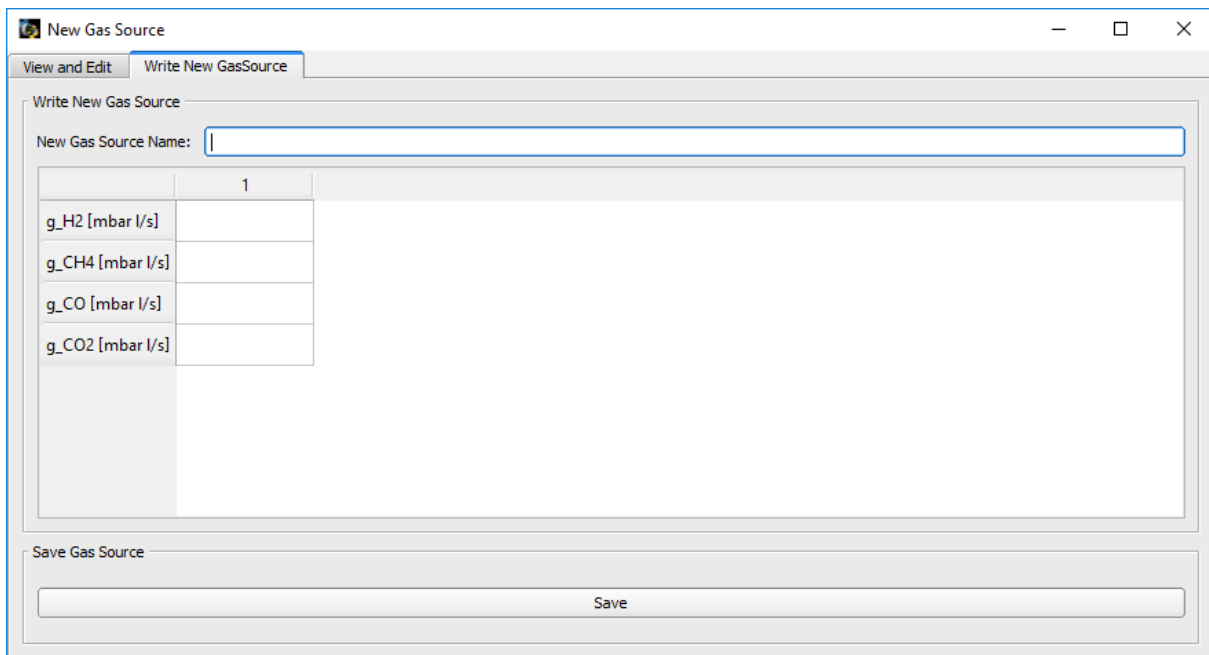 New Gas Source
View and Edit Write New GasSource
Write New Gas Source
New Gas Source Name:
1
g_H2 [mbar l/s]
g_CH4 [mbar l/s]
g_CO [mbar l/s]
g_CO2 [mbar l/s]
Save Gas Source
Save